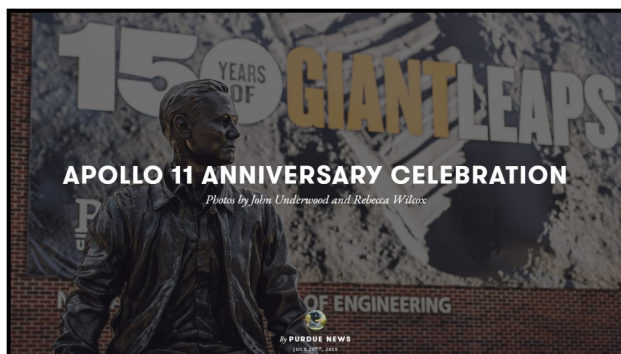 150
YEARS
OF
GIANT LEAPS
APOLLO 11 ANNIVERSARY CELEBRATION
Photos by John Underwood and Rebecca Wilcox
P
OF ENGINEERING
By PURDUE NEWS